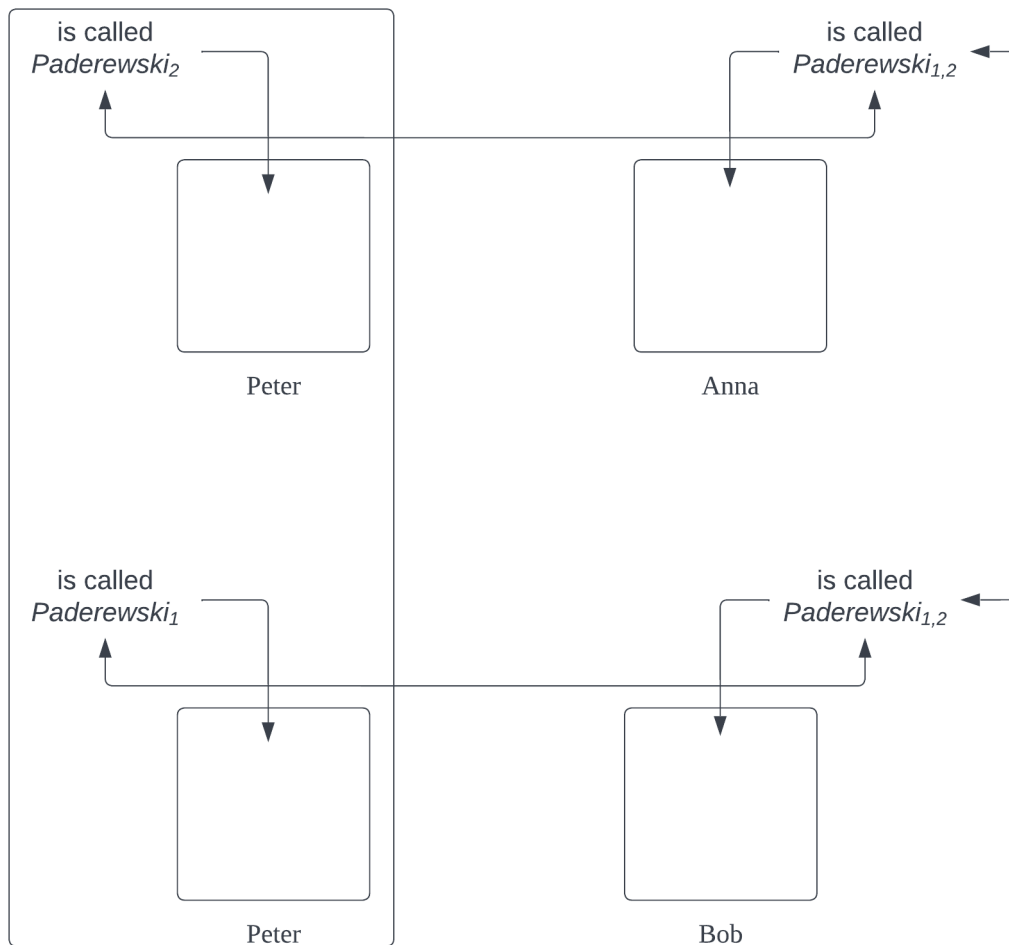 is called
Paderewski2
is called
Paderewski1,2
Peter
Anna
is called
Paderewski1
is called
Paderewski1,2
Peter
Bob